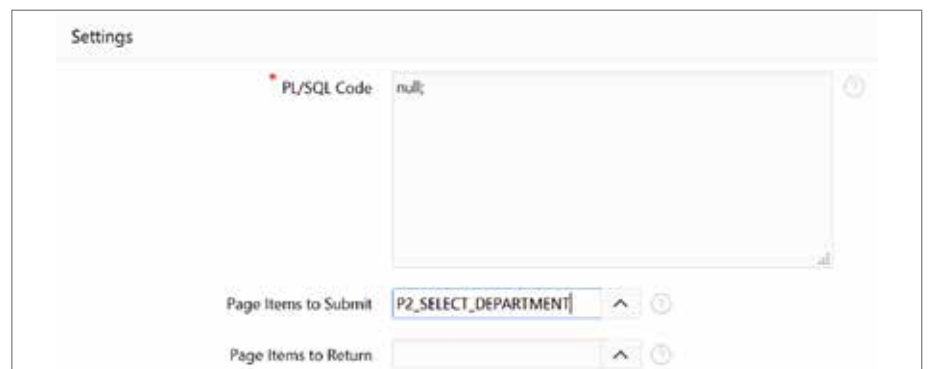 Settings
* PL/SQL Code null;
Page Items to Submit P2_SELECT_DEPARTMENT
Page Items to Return